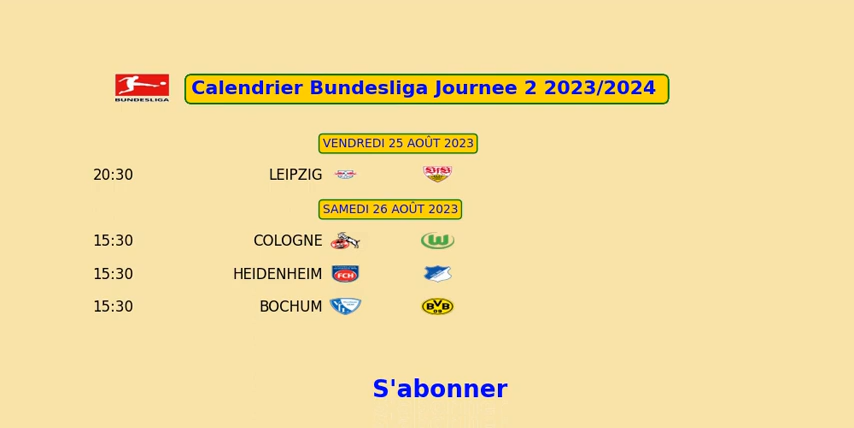 BUNDESLIGA
Calendrier Bundesliga Journee 2 2023/2024
VENDREDI 25 AOÛT 2023
20:30 LEIPZIG
SAMEDI 26 AOÛT 2023
15:30 COLOGNE
15:30 HEIDENHEIM FCH
15:30 BOCHUM BVB 09
S'abonner